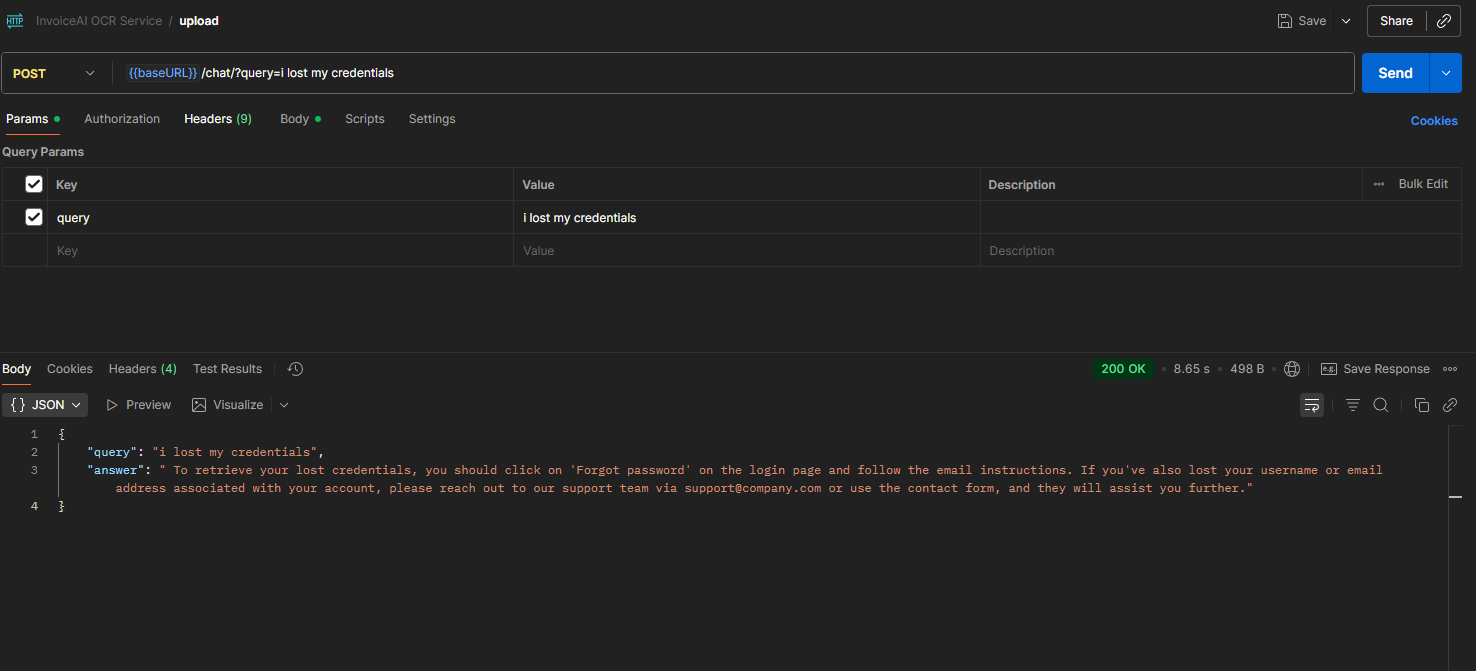 HTTP InvoiceAI OCR Service / upload Save Share
POST {{baseURL}} /chat/?query=i lost my credentials Send
Params Authorization Headers (9) Body Scripts Settings Cookies
Query Params
Key Value Description Bulk Edit
query i lost my credentials
Key Value Description
Body Cookies Headers (4) Test Results 200 OK 8.65 s 498 B e.g. Save Response
{} JSON Preview Visualize
1 {
2 "query": "i lost my credentials",
3 "answer": " To retrieve your lost credentials, you should click on 'Forgot password' on the login page and follow the email instructions. If you've also lost your username or email
address associated with your account, please reach out to our support team via support@company.com or use the contact form, and they will assist you further."
4 }